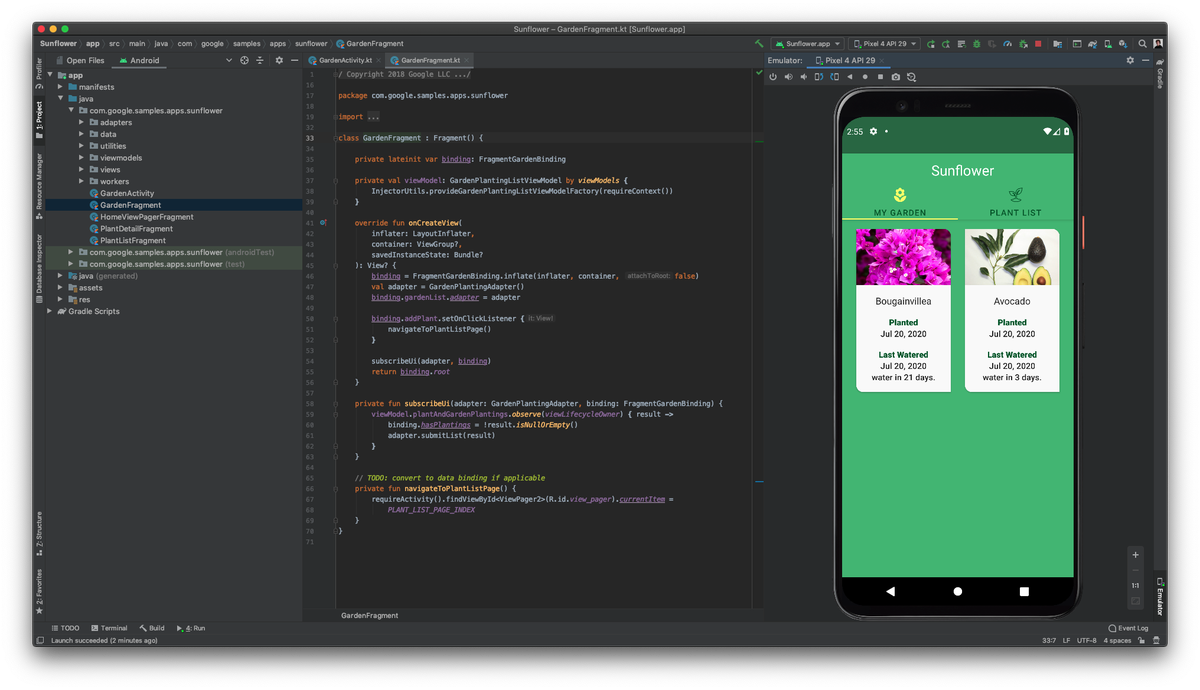 Sunflower – GardenFragment.kt [Sunflower.app]
Sunflower app src main java com google samples apps sunflower GardenFragment
Sunflower.app Pixel 4 API 29
Open Files Android
GardenActivity.kt GardenFragment.kt
Emulator: Pixel 4 API 29
Profiler
1: Project
Resource Manager
Database Inspector
Z: Structure
2: Favorites
app
manifests
java
com.google.samples.apps.sunflower
adapters
data
utilities
viewmodels
views
workers
GardenActivity
GardenFragment
HomeViewPagerFragment
PlantDetailFragment
PlantListFragment
com.google.samples.apps.sunflower (androidTest)
com.google.samples.apps.sunflower (test)
java (generated)
assets
res
Gradle Scripts
1 / Copyright 2018 Google LLC .../
16
17 package com.google.samples.apps.sunflower
18
19 import ...
32
33 class GardenFragment : Fragment() {
34
35 private lateinit var binding: FragmentGardenBinding
36
37 private val viewModel: GardenPlantingListViewModel by viewModels {
38 InjectorUtils.provideGardenPlantingListViewModelFactory(requireContext())
39 }
40
41 override fun onCreateView(
42 inflater: LayoutInflater,
43 container: ViewGroup?,
44 savedInstanceState: Bundle?
45 ): View? {
46 binding = FragmentGardenBinding.inflate(inflater, container, attachToRoot: false)
47 val adapter = GardenPlantingAdapter()
48 binding.gardenList.adapter = adapter
49
50 binding.addPlant.setOnClickListener { it: View!
51 navigateToPlantListPage()
52 }
53
54 subscribeUi(adapter, binding)
55 return binding.root
56 }
57
58 private fun subscribeUi(adapter: GardenPlantingAdapter, binding: FragmentGardenBinding) {
59 viewModel.plantAndGardenPlantings.observe(viewLifecycleOwner) { result =>
60 binding.hasPlantings = !result.isNullOrEmpty()
61 adapter.submitList(result)
62 }
63 }
64
65 // TODO: convert to data binding if applicable
66 private fun navigateToPlantListPage() {
67 requireActivity().findViewById<ViewPager2>(R.id.view_pager).currentItem =
68 PLANT_LIST_PAGE_INDEX
69 }
70 }
71
GardenFragment
2:55
Sunflower
MY GARDEN PLANT LIST
Bougainvillea
Planted
Jul 20, 2020
Last Watered
Jul 20, 2020
water in 21 days.
Avocado
Planted
Jul 20, 2020
Last Watered
Jul 20, 2020
water in 3 days.
1:1
Gradle
Emulator
TODO Terminal Build 4: Run Event Log
Launch succeeded (2 minutes ago) 33:7 LF UTF-8 4 spaces